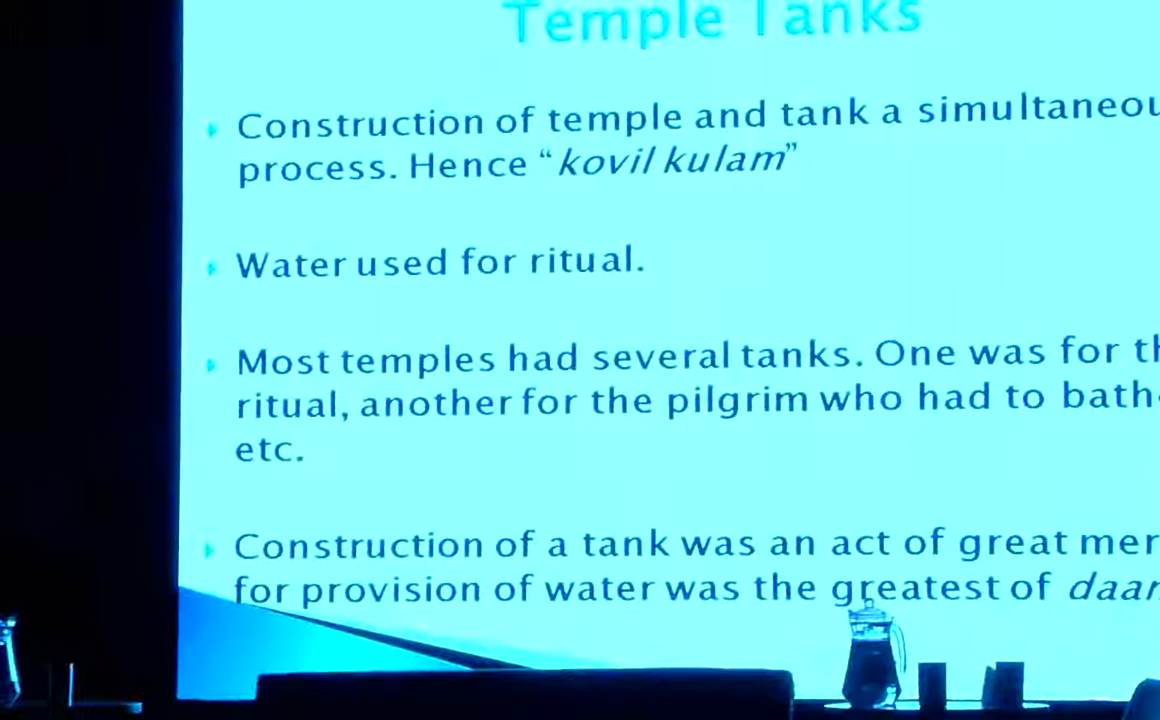 Temple Tanks
Construction of temple and tank a simultaneou
process. Hence “kovil kulam”
Water used for ritual.
Most temples had several tanks. One was for th
ritual, another for the pilgrim who had to bath
etc.
Construction of a tank was an act of great mer
for provision of water was the greatest of daan